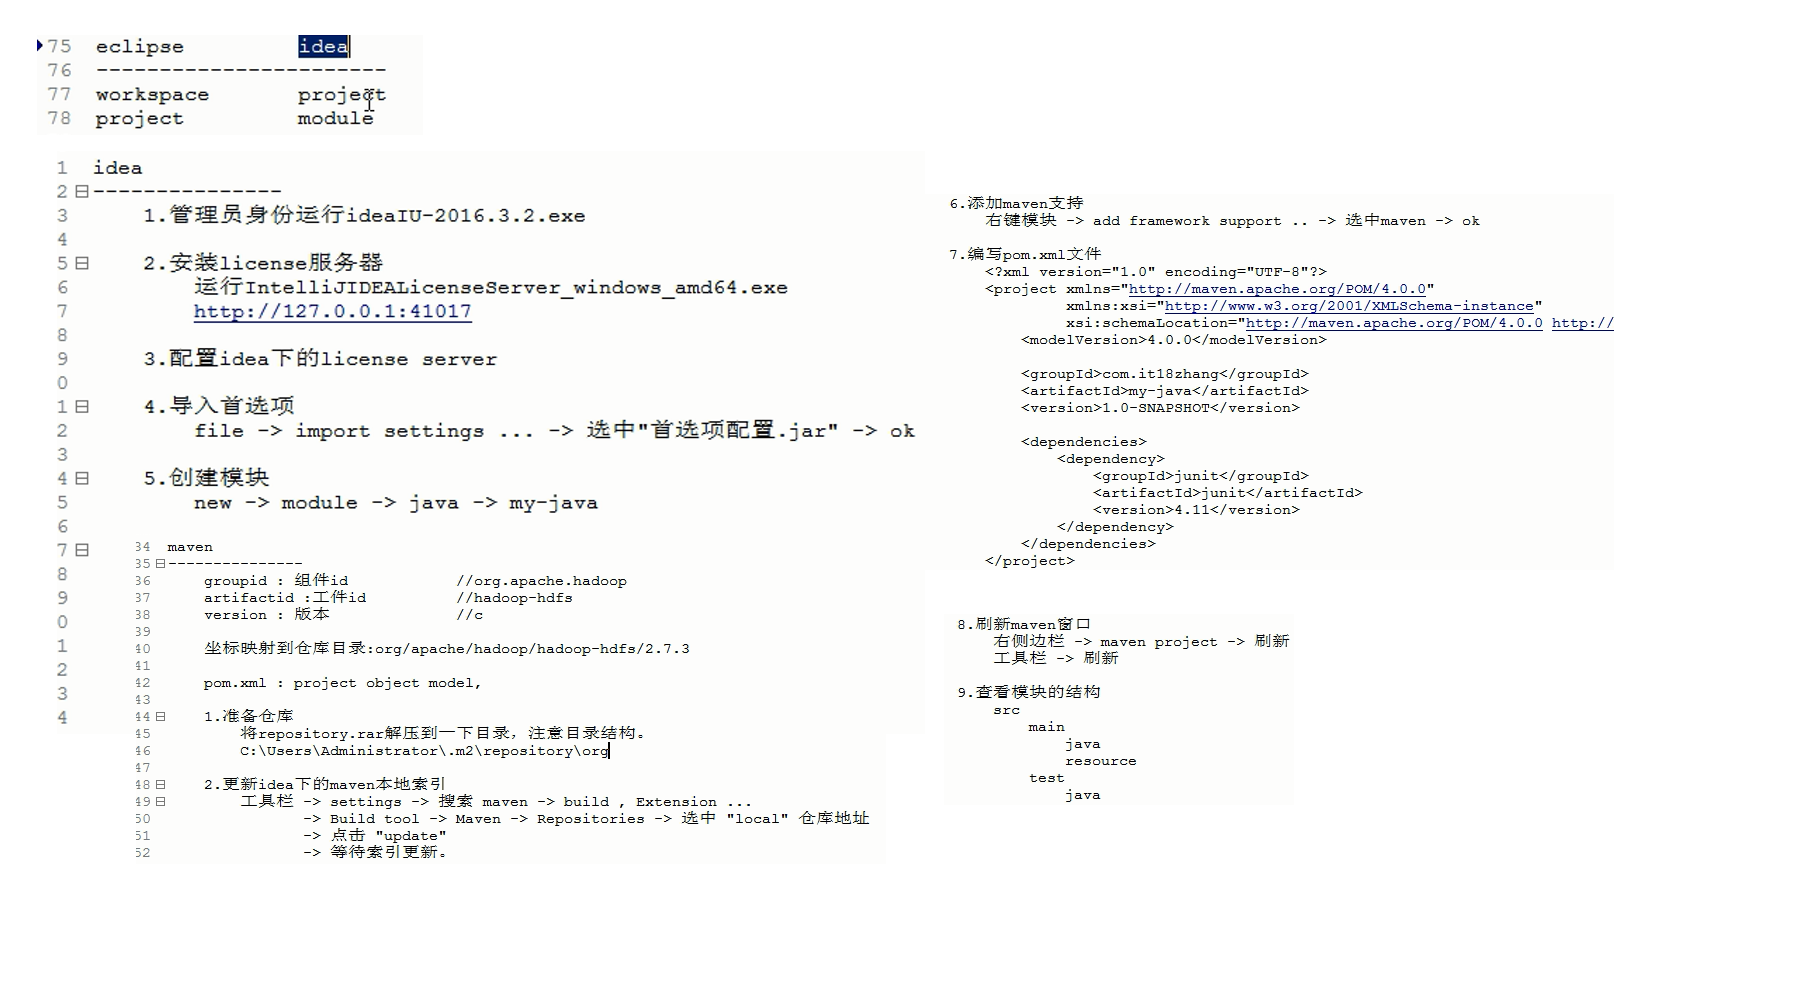 75 eclipse idea
76 -----------------------
77 workspace project
78 project module
1 idea
2 ---------------
3 1.管理员身份运行ideaIU-2016.3.2.exe
4
5 2.安装license服务器
6 运行IntelliJIDEALicenseServer_windows_amd64.exe
7 http://127.0.0.1:41017
8
9 3.配置idea下的license server
0
1 4.导入首选项
2 file -> import settings ... -> 选中"首选项配置.jar" -> ok
3
4 5.创建模块
5 new -> module -> java -> my-java
6
7
8
9
0
1
2
3
4
34 maven
35 ---------------
36 groupid : 组件id //org.apache.hadoop
37 artifactid :工件id //hadoop-hdfs
38 version : 版本 //c
39
40 坐标映射到仓库目录:org/apache/hadoop/hadoop-hdfs/2.7.3
41
42 pom.xml : project object model,
43
44 1.准备仓库
45 将repository.rar解压到一下目录，注意目录结构。
46 C:\Users\Administrator\.m2\repository\org
47
48 2.更新idea下的maven本地索引
49 工具栏 -> settings -> 搜索 maven -> build , Extension ...
50 -> Build tool -> Maven -> Repositories -> 选中 "local" 仓库地址
51 -> 点击 "update"
52 -> 等待索引更新。
6.添加maven支持
右键模块 -> add framework support .. -> 选中maven -> ok
7.编写pom.xml文件
<?xml version="1.0" encoding="UTF-8"?>
<project xmlns="http://maven.apache.org/POM/4.0.0"
xmlns:xsi="http://www.w3.org/2001/XMLSchema-instance"
xsi:schemaLocation="http://maven.apache.org/POM/4.0.0 http://
<modelVersion>4.0.0</modelVersion>
<groupId>com.it18zhang</groupId>
<artifactId>my-java</artifactId>
<version>1.0-SNAPSHOT</version>
<dependencies>
<dependency>
<groupId>junit</groupId>
<artifactId>junit</artifactId>
<version>4.11</version>
</dependency>
</dependencies>
</project>
8.刷新maven窗口
右侧边栏 -> maven project -> 刷新
工具栏 -> 刷新
9.查看模块的结构
src
main
java
resource
test
java